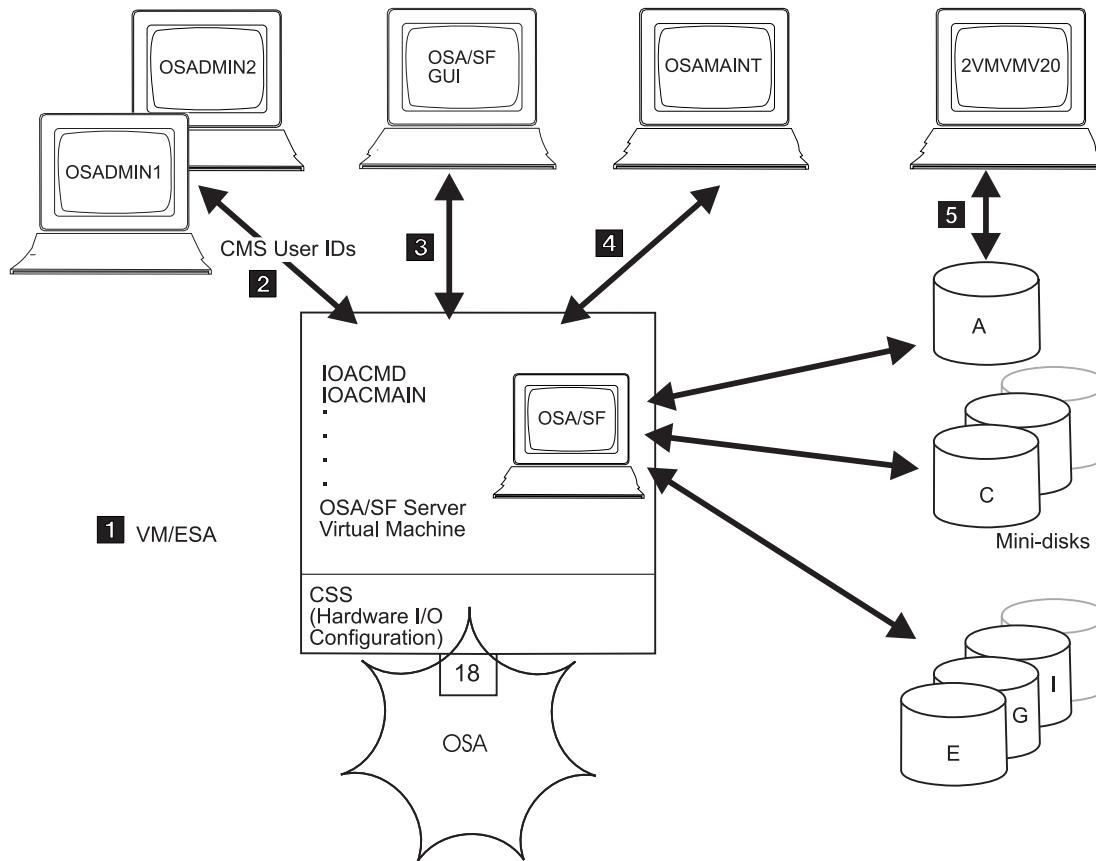 OSADMIN2
OSADMIN1
OSA/SF
GUI
OSAMAINT
2VMVMV20
CMS User IDs
2
3
4
5
A
IOACMD
IOACMAIN
.
.
.
.
OSA/SF
OSA/SF Server
Virtual Machine
C
Mini-disks
1 VM/ESA
CSS
(Hardware I/O
Configuration)
18
OSA
I
G
E